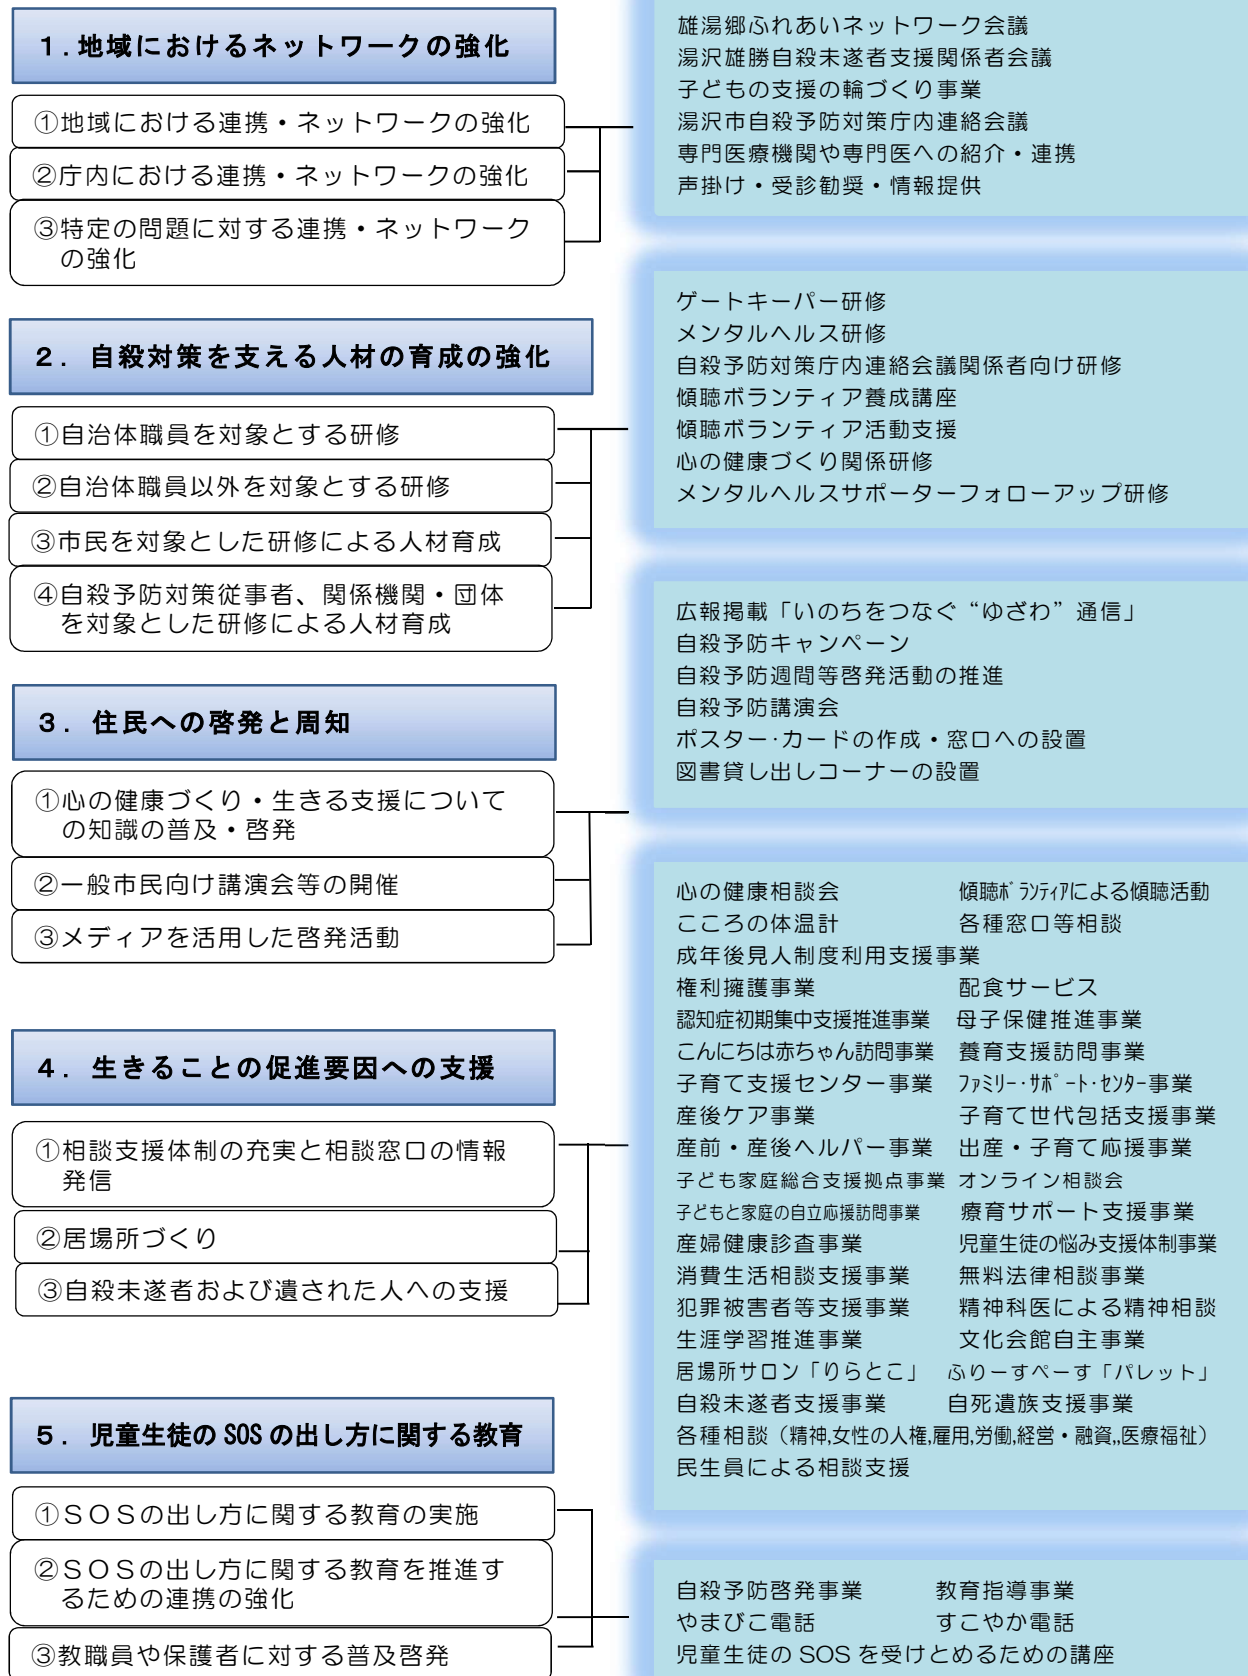 １.地域におけるネットワークの強化
①地域における連携・ネットワークの強化
②庁内における連携・ネットワークの強化
③特定の問題に対する連携・ネットワーク
の強化
雄湯郷ふれあいネットワーク会議
湯沢雄勝自殺未遂者支援関係者会議
子どもの支援の輪づくり事業
湯沢市自殺予防対策庁内連絡会議
専門医療機関や専門医への紹介・連携
声掛け・受診勧奨・情報提供
２．自殺対策を支える人材の育成の強化
①自治体職員を対象とする研修
②自治体職員以外を対象とする研修
③市民を対象とした研修による人材育成
④自殺予防対策従事者、関係機関・団体
を対象とした研修による人材育成
ゲートキーパー研修
メンタルヘルス研修
自殺予防対策庁内連絡会議関係者向け研修
傾聴ボランティア養成講座
傾聴ボランティア活動支援
心の健康づくり関係研修
メンタルヘルスサポーターフォローアップ研修
３．住民への啓発と周知
①心の健康づくり・生きる支援について
の知識の普及・啓発
②一般市民向け講演会等の開催
③メディアを活用した啓発活動
広報掲載「いのちをつなぐ“ゆざわ”通信」
自殺予防キャンペーン
自殺予防週間等啓発活動の推進
自殺予防講演会
ポスター･カードの作成・窓口への設置
図書貸し出しコーナーの設置
４．生きることの促進要因への支援
①相談支援体制の充実と相談窓口の情報
発信
②居場所づくり
③自殺未遂者および遺された人への支援
心の健康相談会　傾聴ﾎﾞﾗﾝﾃｨｱによる傾聴活動
こころの体温計　各種窓口等相談
成年後見人制度利用支援事業
権利擁護事業　配食サービス
認知症初期集中支援推進事業　母子保健推進事業
こんにちは赤ちゃん訪問事業　養育支援訪問事業
子育て支援センター事業　ﾌｧﾐﾘｰ･ｻﾎﾟｰﾄ･ｾﾝﾀｰ事業
産後ケア事業　子育て世代包括支援事業
産前・産後ヘルパー事業　出産・子育て応援事業
子ども家庭総合支援拠点事業　オンライン相談会
子どもと家庭の自立応援訪問事業　療育サポート支援事業
産婦健康診査事業　児童生徒の悩み支援体制事業
消費生活相談支援事業　無料法律相談事業
犯罪被害者等支援事業　精神科医による精神相談
生涯学習推進事業　文化会館自主事業
居場所サロン「りらとこ」　ふりーすぺーす「パレット」
自殺未遂者支援事業　自死遺族支援事業
各種相談（精神,女性の人権,雇用,労働,経営・融資,,医療福祉）
民生員による相談支援
５．児童生徒の SOS の出し方に関する教育
①ＳＯＳの出し方に関する教育の実施
②ＳＯＳの出し方に関する教育を推進す
るための連携の強化
③教職員や保護者に対する普及啓発
自殺予防啓発事業　教育指導事業
やまびこ電話　すこやか電話
児童生徒の SOS を受けとめるための講座